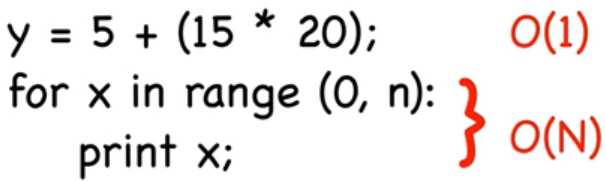 y = 5 + (15 * 20); O(1)
for x in range (0, n):
print x; O(N)